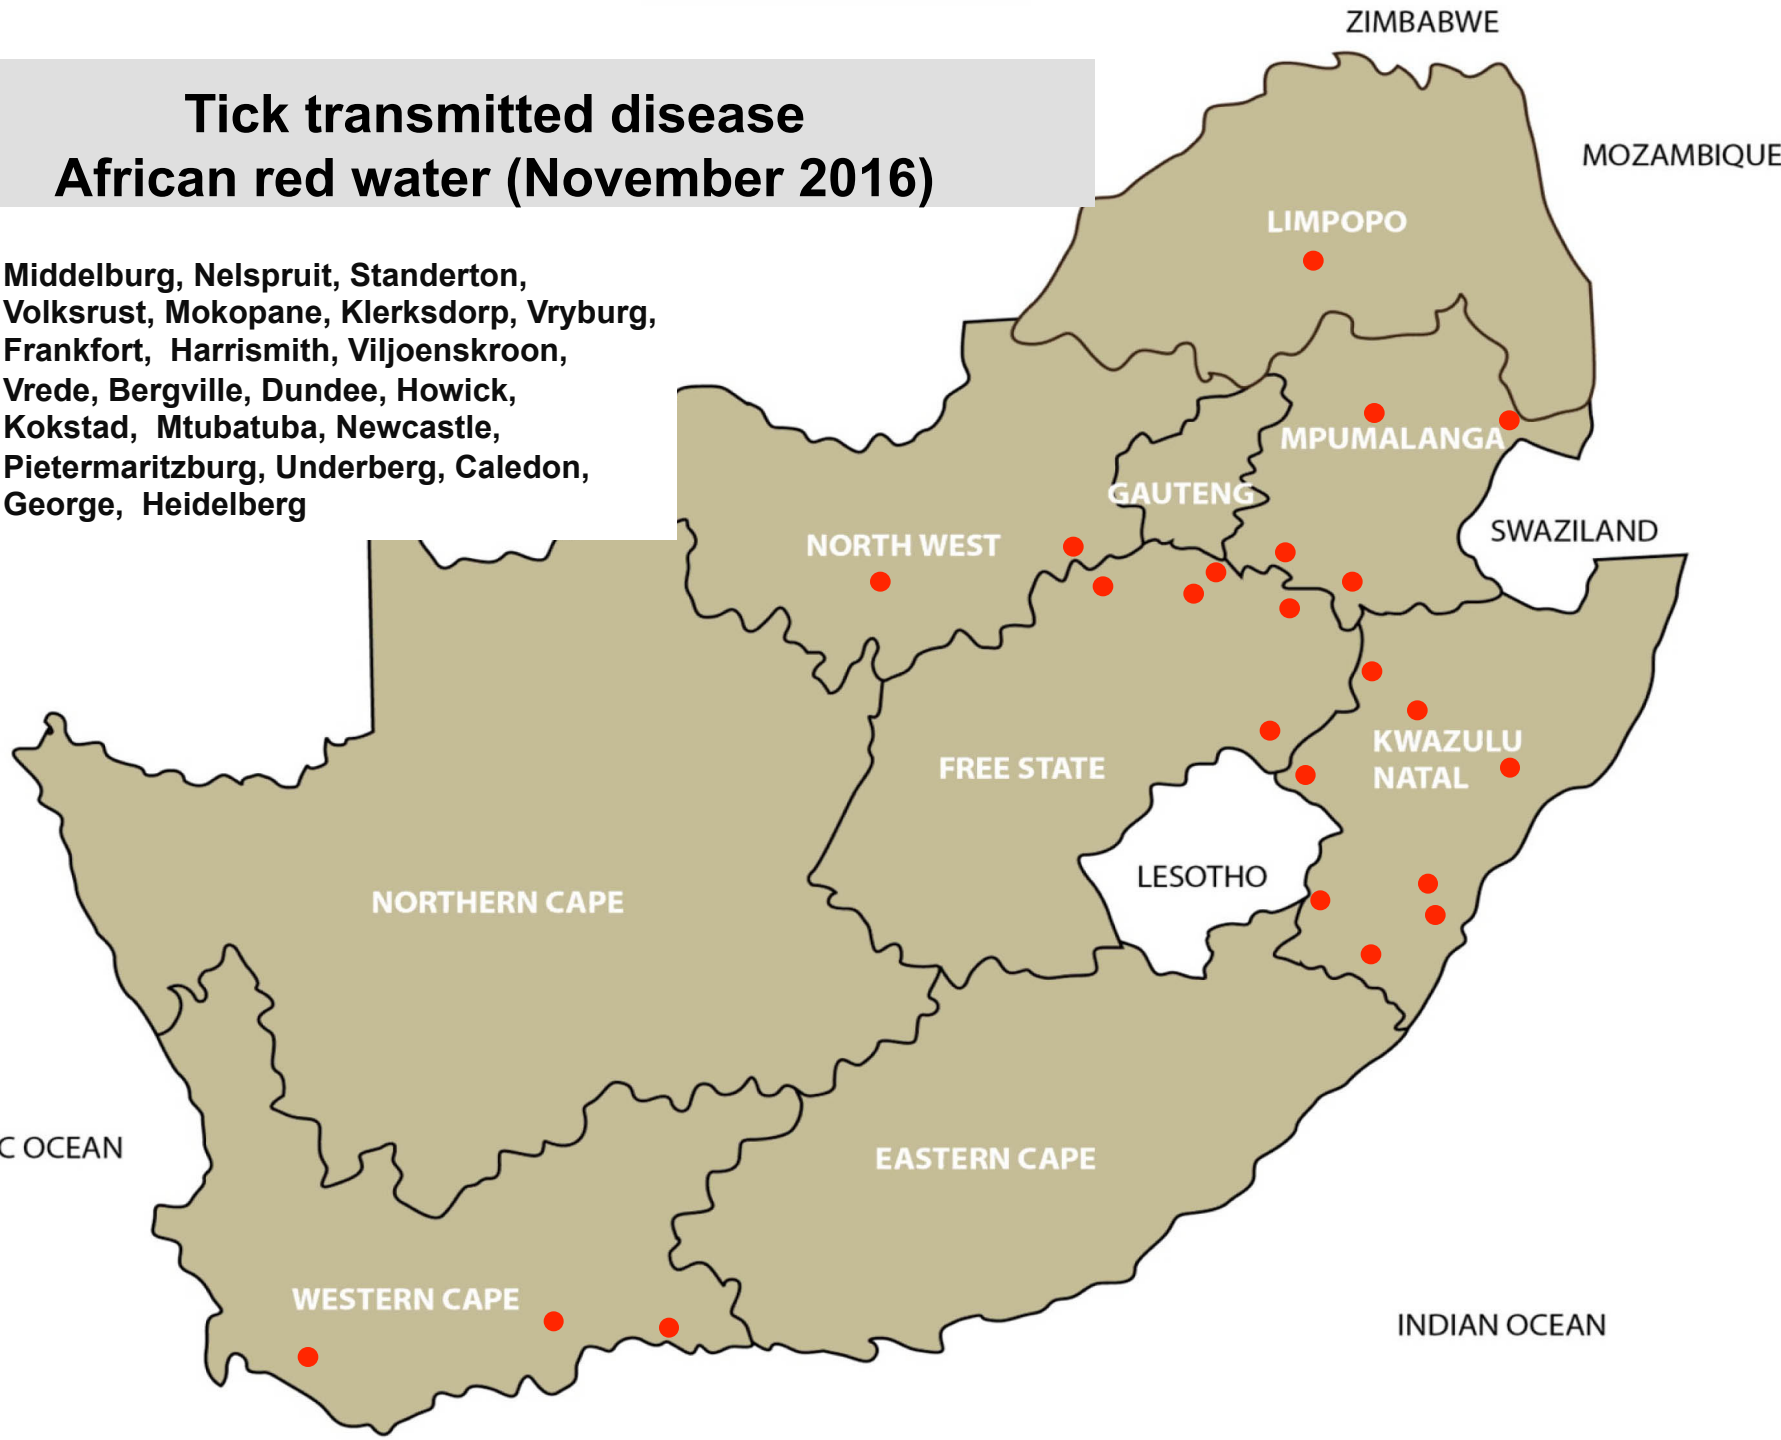 ZIMBABWE
Tick transmitted disease
African red water (November 2016)
MOZAMBIQUE
LIMPOPO
Middelburg, Nelspruit, Standerton,
Volksrust, Mokopane, Klerksdorp, Vryburg,
Frankfort, Harrismith, Viljoenskroon,
Vrede, Bergville, Dundee, Howick,
Kokstad, Mtubatuba, Newcastle,
Pietermaritzburg, Underberg, Caledon,
George, Heidelberg
MPUMALANGA
GAUTENG
SWAZILAND
NORTH WEST
KWAZULU
NATAL
FREE STATE
LESOTHO
NORTHERN CAPE
C OCEAN
EASTERN CAPE
WESTERN CAPE
INDIAN OCEAN